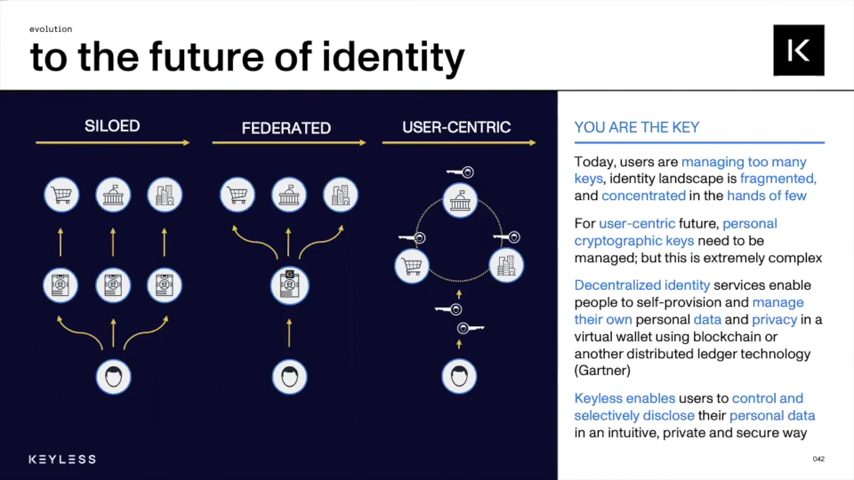 evolution
to the future of identity
K
SILOED
FEDERATED
USER-CENTRIC
YOU ARE THE KEY
Today, users are managing too many
keys, identity landscape is fragmented,
and concentrated in the hands of few
For user-centric future, personal
cryptographic keys need to be
managed; but this is extremely complex
Decentralized identity services enable
people to self-provision and manage
their own personal data and privacy in a
virtual wallet using blockchain or
another distributed ledger technology
(Gartner)
Keyless enables users to control and
selectively disclose their personal data
in an intuitive, private and secure way
KEYLESS
042